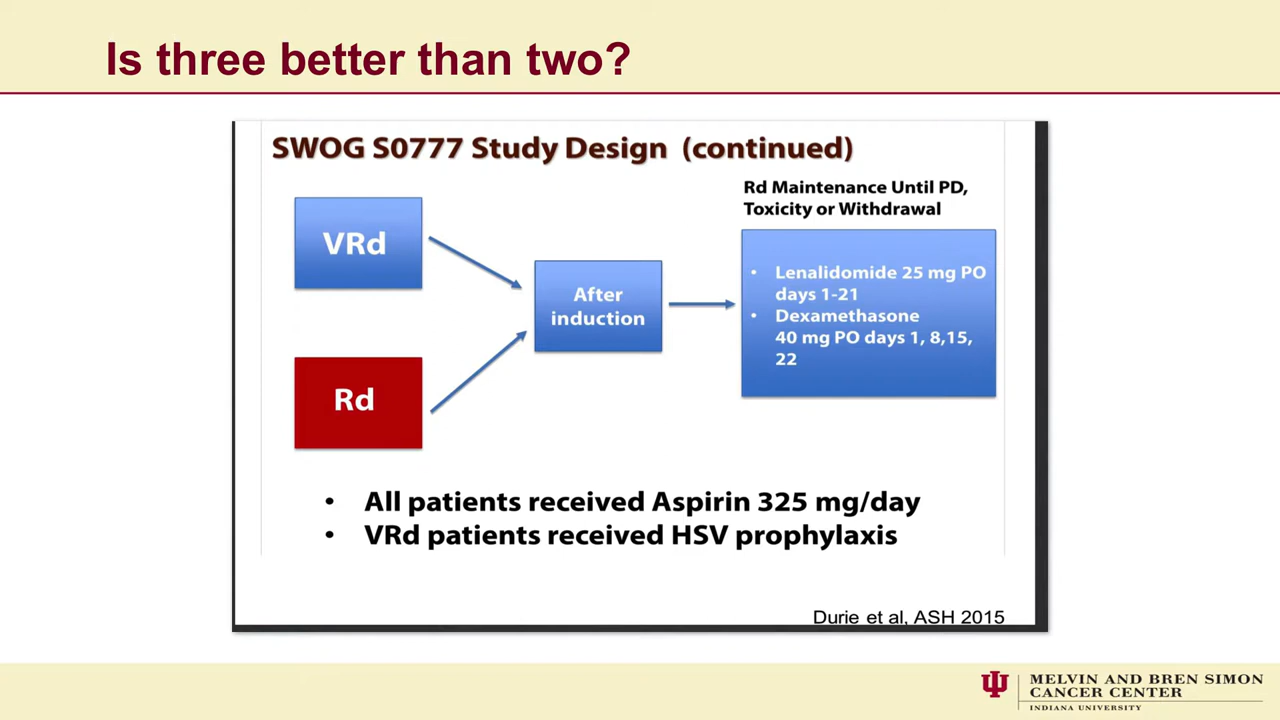 Is three better than two?
SWOG S0777 Study Design (continued)
Rd Maintenance Until PD,
Toxicity or Withdrawal
VRd
After
induction
• Lenalidomide 25 mg PO
days 1-21
• Dexamethasone
40 mg PO days 1, 8,15,
22
Rd
• All patients received Aspirin 325 mg/day
• VRd patients received HSV prophylaxis
Durie et al, ASH 2015
MELVIN AND BREN SIMON
CANCER CENTER
INDIANA UNIVERSITY